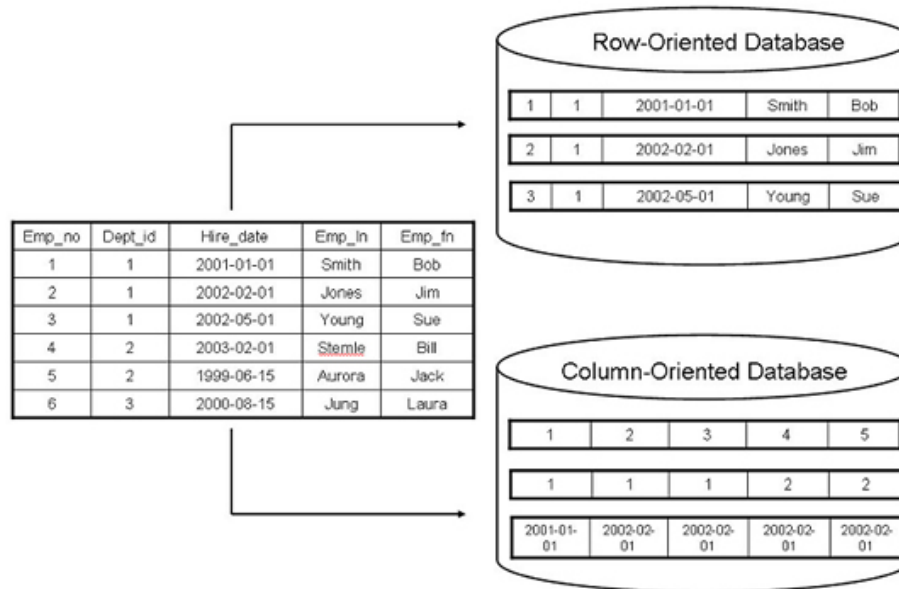 Row-Oriented Database
1 1 2001-01-01 Smith Bob
2 1 2002-02-01 Jones Jim
3 1 2002-05-01 Young Sue
Emp_no Dept_id Hire_date Emp_ln Emp_fn
1 1 2001-01-01 Smith Bob
2 1 2002-02-01 Jones Jim
3 1 2002-05-01 Young Sue
4 2 2003-02-01 Stemle Bill
5 2 1999-06-15 Aurora Jack
6 3 2000-08-15 Jung Laura
Column-Oriented Database
1 2 3 4 5
1 1 1 2 2
2001-01- 2002-02- 2002-02- 2002-02- 2002-02-
01 01 01 01 01